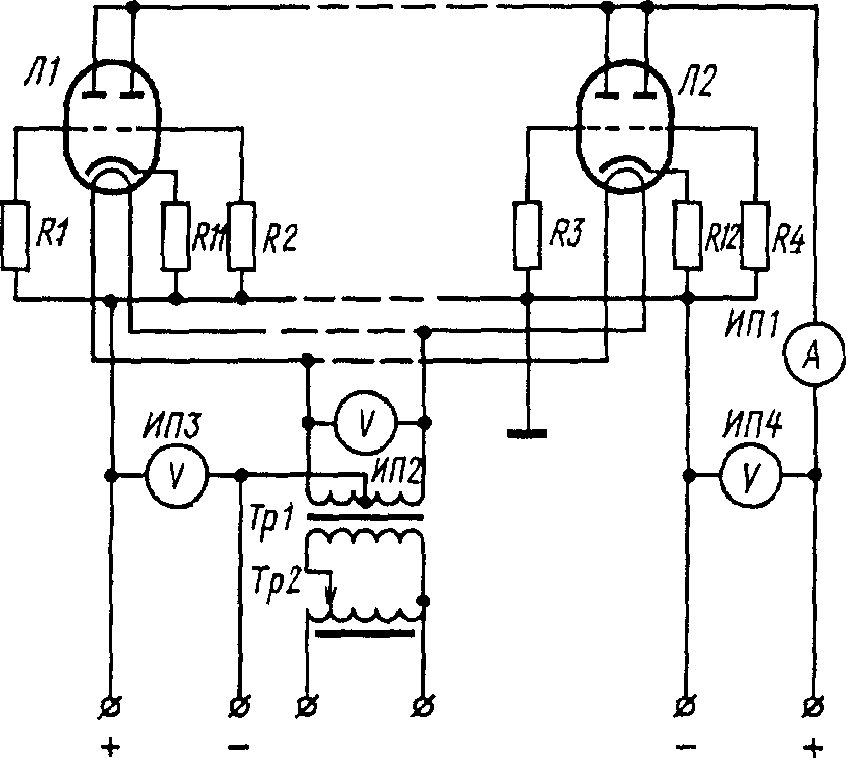 Л1
Л2
R1
R11
R2
R3
R12
R4
ИП1
A
V
ИП3
V
ИП2
ИП4
V
Тр1
Тр2
+
−
−
+